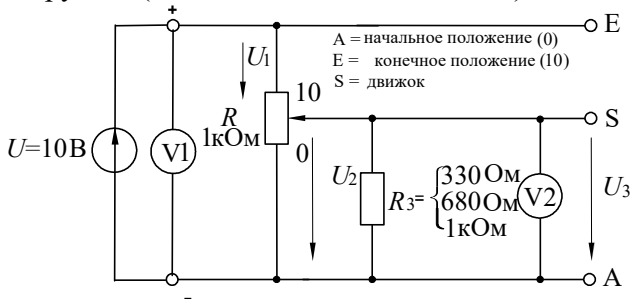 +
E
A = начальное положение (0)
E = конечное положение (10)
S = движок
U1
10
R
1кОм
0
S
U=10В
V1
U2
R3=
330 Ом
680 Ом
1кОм
V2
U3
A
-